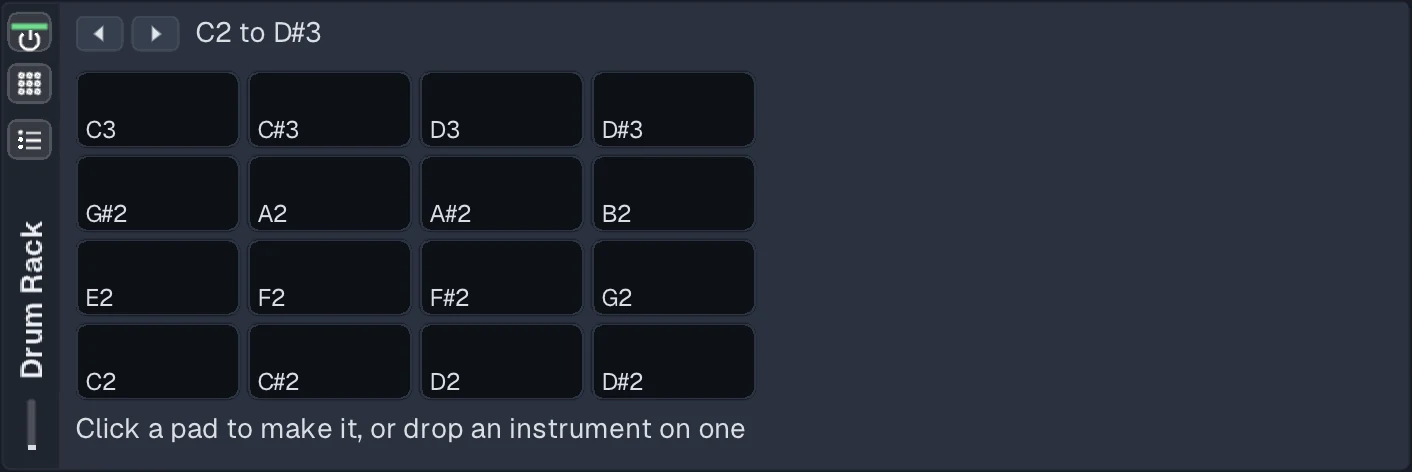 C2 to D#3
C3 C#3 D3 D#3
G#2 A2 A#2 B2
E2 F2 F#2 G2
C2 C#2 D2 D#2
Click a pad to make it, or drop an instrument on one
Drum Rack